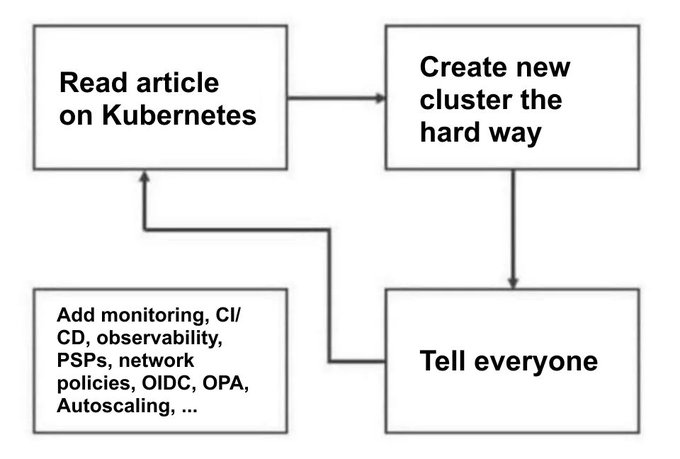 Read article
on Kubernetes
Create new
cluster the
hard way
Add monitoring, CI/
CD, observability,
PSPs, network
policies, OIDC, OPA,
Autoscaling, ...
Tell everyone